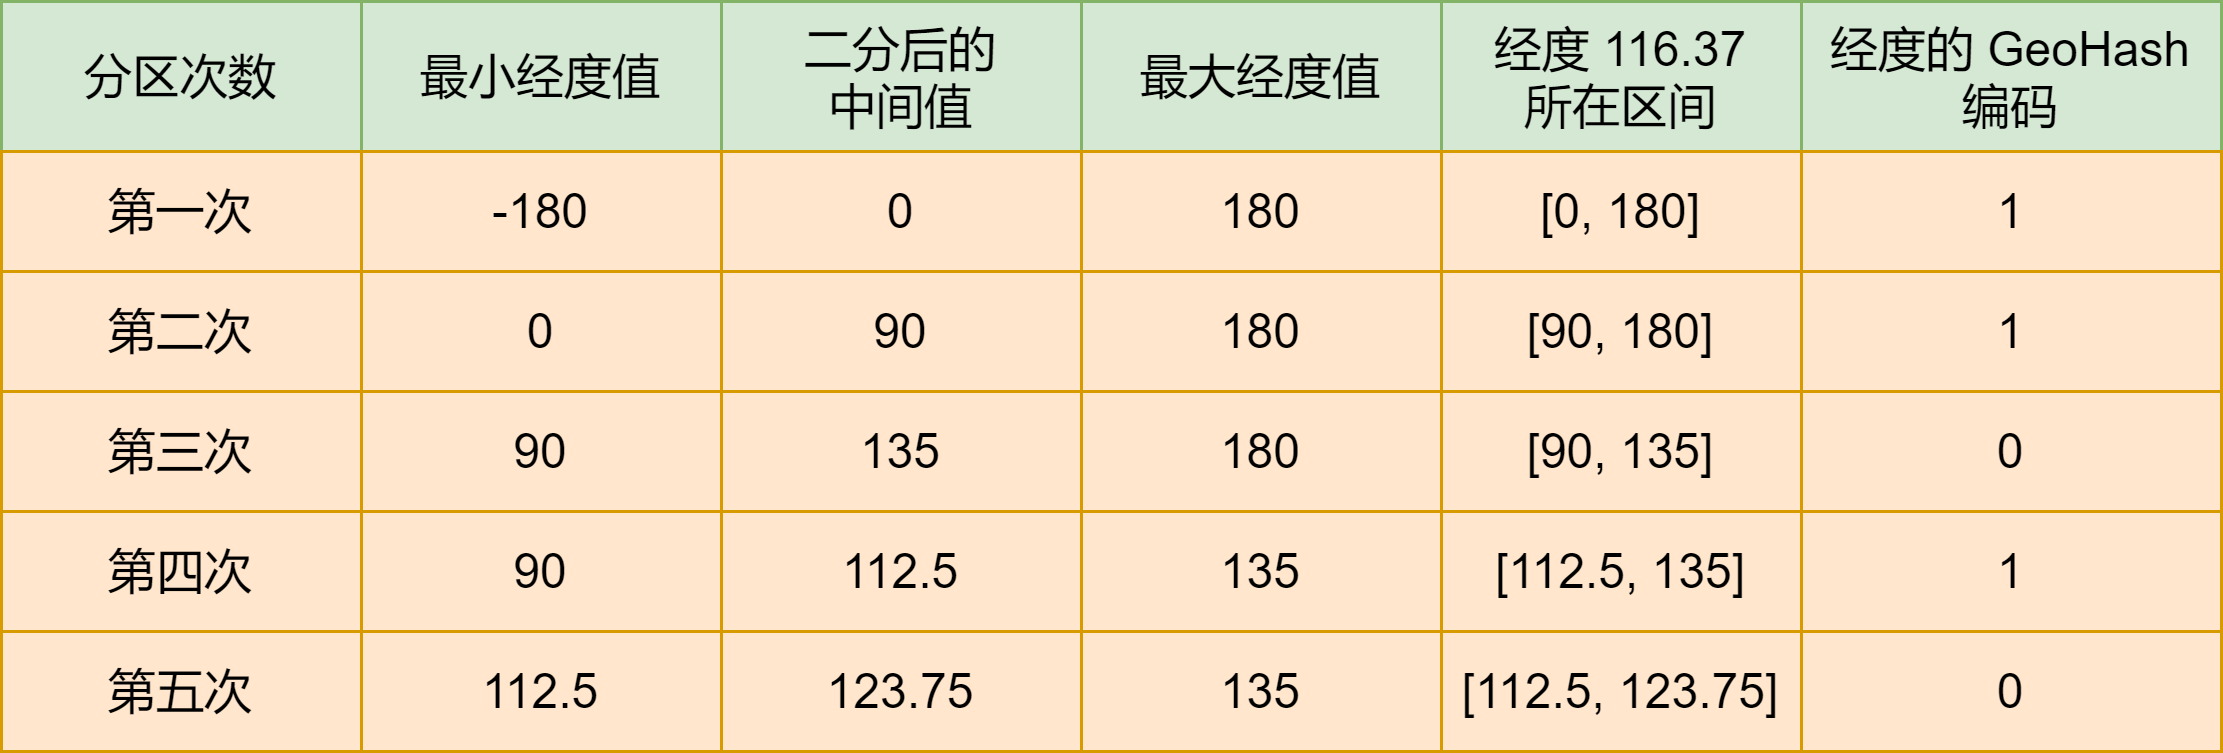 分区次数
最小经度值
二分后的
中间值
最大经度值
经度 116.37
所在区间
经度的 GeoHash
编码
第一次
-180
0
180
[0, 180]
1
第二次
0
90
180
[90, 180]
1
第三次
90
135
180
[90, 135]
0
第四次
90
112.5
135
[112.5, 135]
1
第五次
112.5
123.75
135
[112.5, 123.75]
0